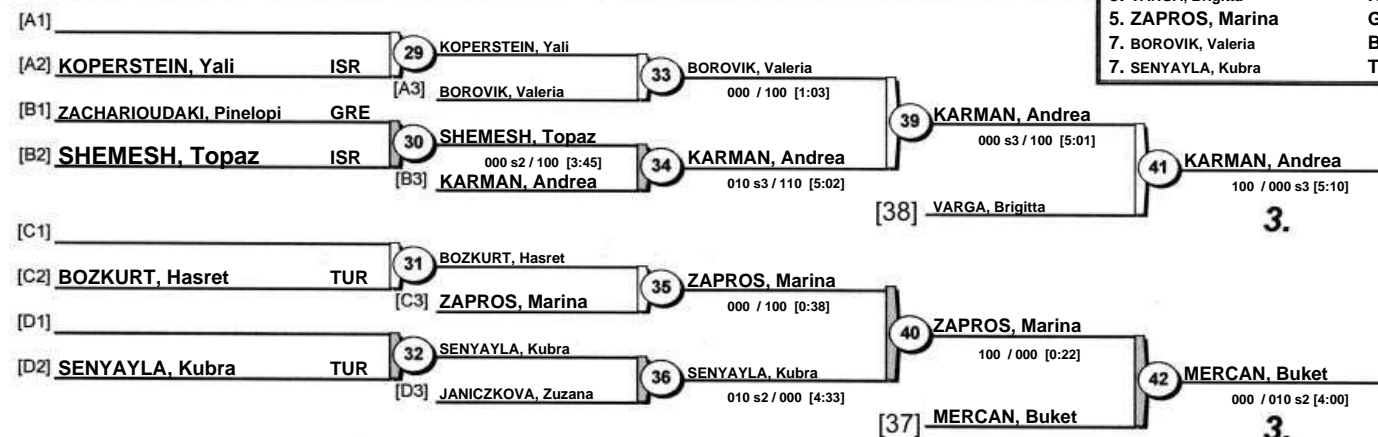 5. ZAPROS, Marina G
7. BOROVIK, Valeria B
7. SENYAYLA, Kubra T
[A1]
[A2] KOPERSTEIN, Yali ISR
29 KOPERSTEIN, Yali
[A3] BOROVIK, Valeria
33 BOROVIK, Valeria
000 / 100 [1:03]
[B1] ZACHARIOUDAKI, Pinelopi GRE
[B2] SHEMESH, Topaz ISR
30 SHEMESH, Topaz
000 s2 / 100 [3:45]
[B3] KARMAN, Andrea
34 KARMAN, Andrea
010 s3 / 110 [5:02]
39 KARMAN, Andrea
000 s3 / 100 [5:01]
[38] VARGA, Brigitta
41 KARMAN, Andrea
100 / 000 s3 [5:10]
3.
[C1]
[C2] BOZKURT, Hasret TUR
31 BOZKURT, Hasret
[C3] ZAPROS, Marina
35 ZAPROS, Marina
000 / 100 [0:38]
[D1]
[D2] SENYAYLA, Kubra TUR
32 SENYAYLA, Kubra
[D3] JANICZKOVA, Zuzana
36 SENYAYLA, Kubra
010 s2 / 000 [4:33]
40 ZAPROS, Marina
100 / 000 [0:22]
[37] MERCAN, Buket
42 MERCAN, Buket
000 / 010 s2 [4:00]
3.